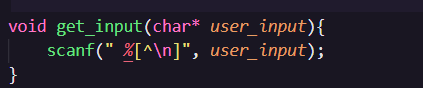 void get_input(char* user_input){
    scanf(" %[^\n]", user_input);
}